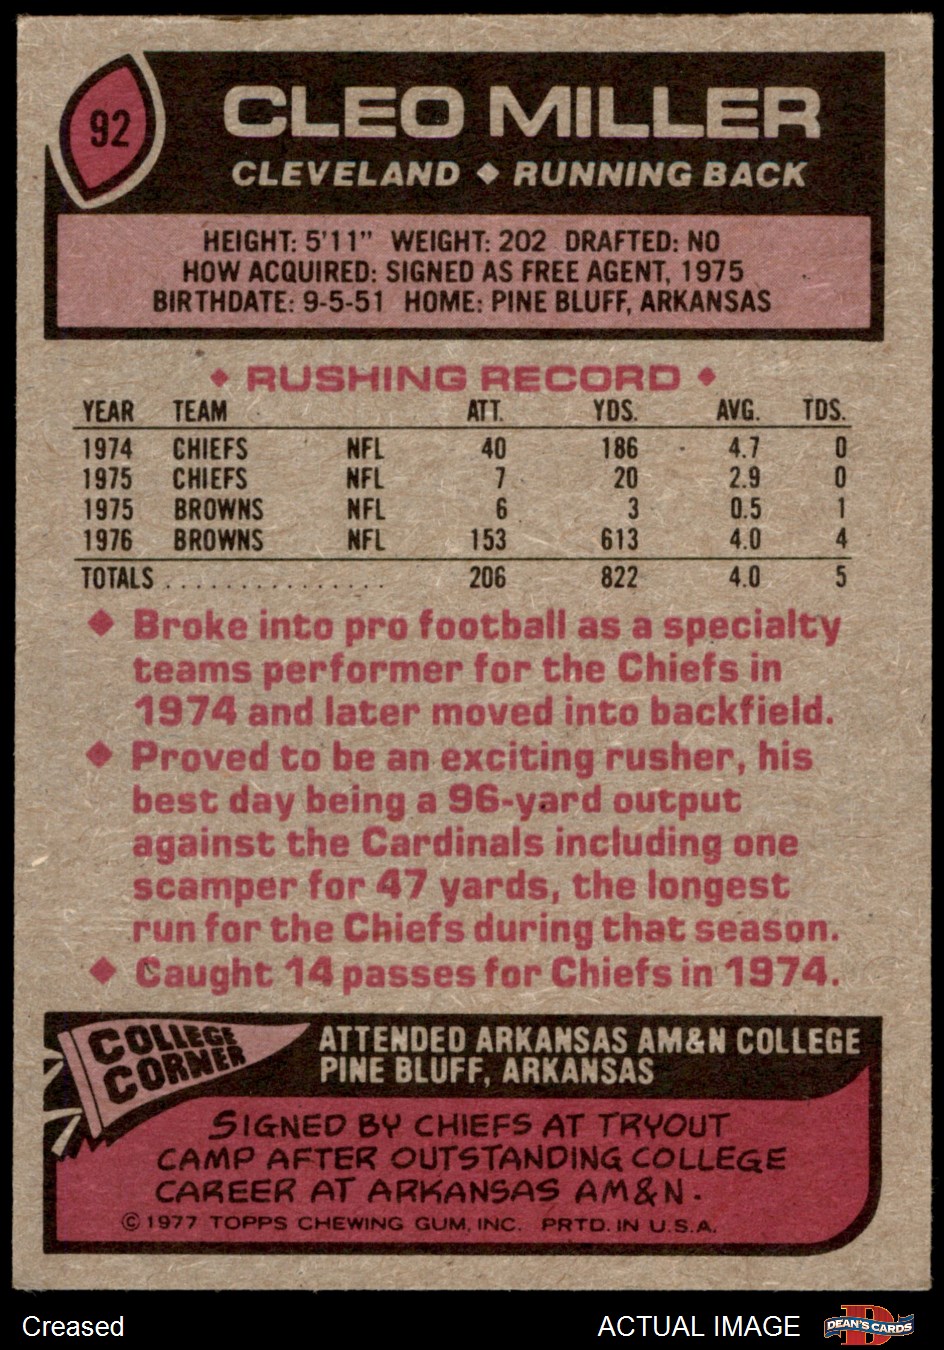 92
CLEO MILLER
CLEVELAND ◆ RUNNING BACK
HEIGHT: 5'11" WEIGHT: 202 DRAFTED: NO
HOW ACQUIRED: SIGNED AS FREE AGENT, 1975
BIRTHDATE: 9-5-51 HOME: PINE BLUFF, ARKANSAS
◆ RUSHING RECORD ◆
YEAR TEAM ATT. YDS. AVG. TDS.
1974 CHIEFS NFL 40 186 4.7 0
1975 CHIEFS NFL 7 20 2.9 0
1975 BROWNS NFL 6 3 0.5 1
1976 BROWNS NFL 153 613 4.0 4
TOTALS ................ 206 822 4.0 5
◆ Broke into pro football as a specialty
teams performer for the Chiefs in
1974 and later moved into backfield.
◆ Proved to be an exciting rusher, his
best day being a 96-yard output
against the Cardinals including one
scamper for 47 yards, the longest
run for the Chiefs during that season.
◆ Caught 14 passes for Chiefs in 1974.
COLLEGE
CORNER
ATTENDED ARKANSAS AM&N COLLEGE
PINE BLUFF, ARKANSAS
SIGNED BY CHIEFS AT TRYOUT
CAMP AFTER OUTSTANDING COLLEGE
CAREER AT ARKANSAS AM&N.
© 1977 TOPPS CHEWING GUM, INC. PRTD. IN U.S.A.
Creased
ACTUAL IMAGE
D
DEAN'S CARDS